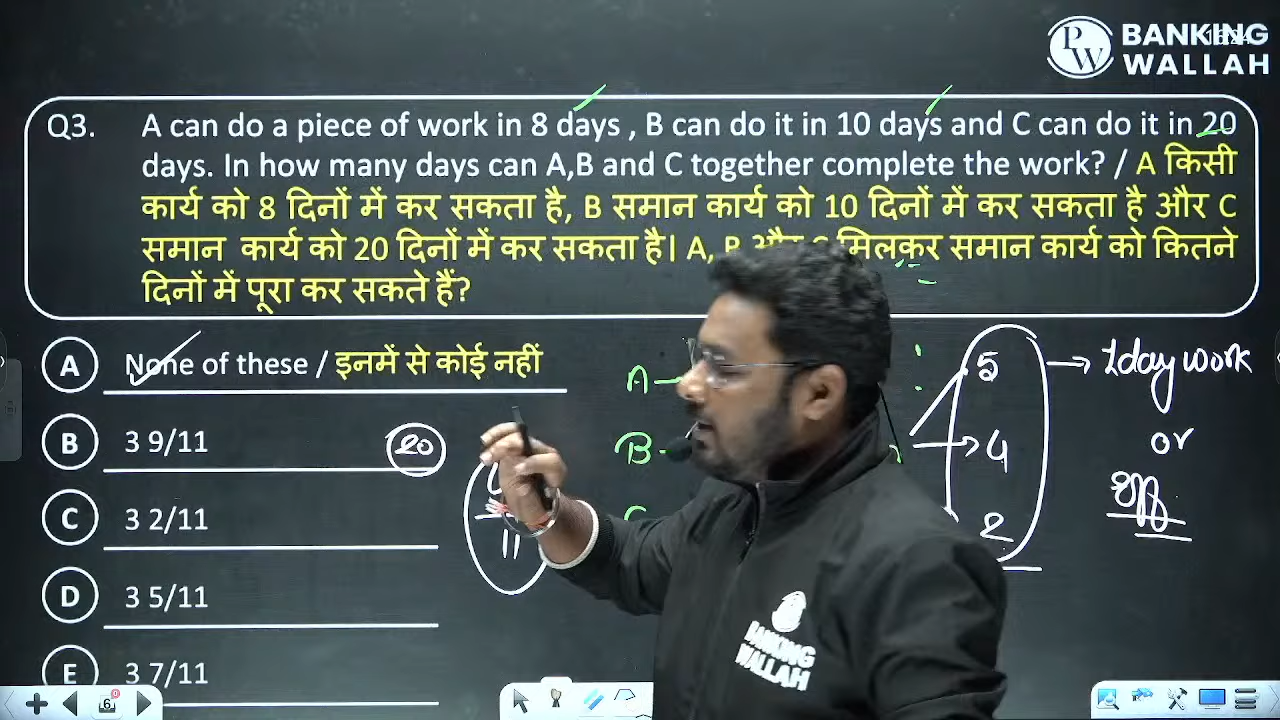 BANKING
WALLAH
Q3. A can do a piece of work in 8 days , B can do it in 10 days and C can do it in 20
days. In how many days can A,B and C together complete the work? / A किसी
कार्य को 8 दिनों में कर सकता है, B समान कार्य को 10 दिनों में कर सकता है और C
समान कार्य को 20 दिनों में कर सकता है। A, B और C मिलकर समान कार्य को कितने
दिनों में पूरा कर सकते हैं?
A None of these / इनमें से कोई नहीं
B 3 9/11
C 3 2/11
D 3 5/11
E 3 7/11
20
11
A
B
5 → 1day work
4 or
2
BANKING
WALLAH
6
0